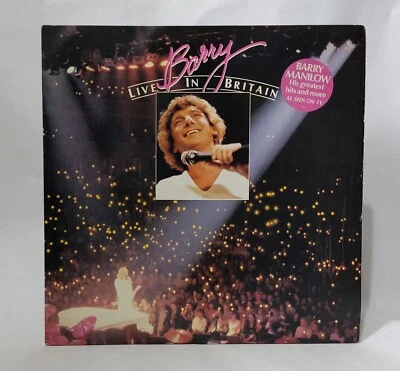 Barry
LIVE IN BRITAIN
BARRY
MANILOW
His greatest
hits and more
AS SEEN ON TV